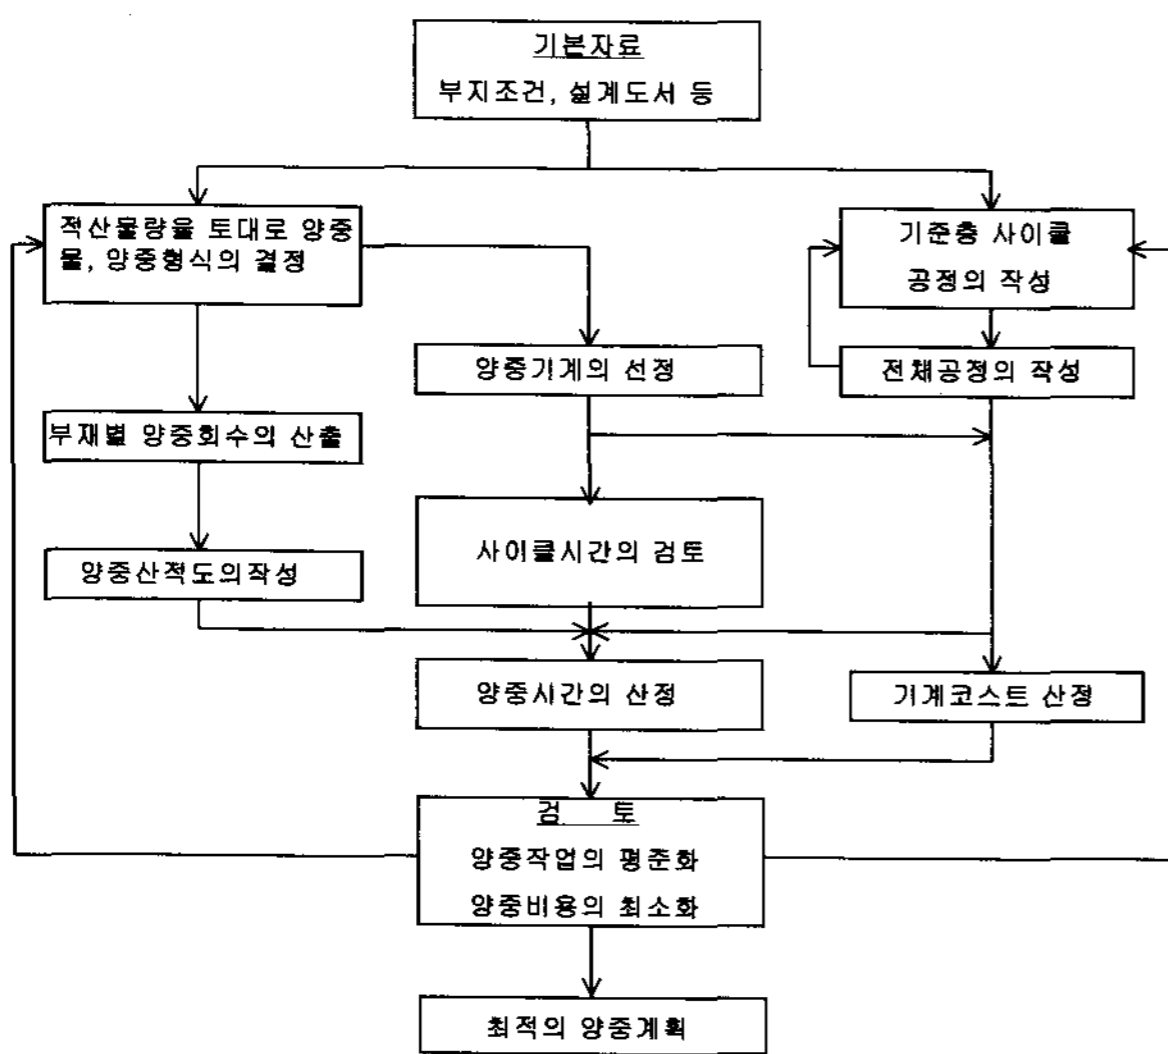 기본자료
부지조건, 설계도서 등
적산물량을 토대로 양중
물, 양중형식의 결정
기준층 사이클
공정의 작성
양중기계의 선정
전채공정의 작성
부재별 양중회수의 산출
사이클시간의 검토
양중산적도의작성
양중시간의 산정
기계코스트 산정
검 토
양중작업의 평준화
양중비용의 최소화
최적의 양중계획